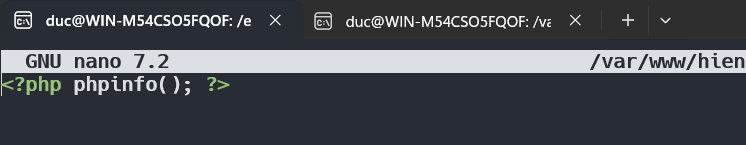 duc@WIN-M54CSO5FQOF: /e
duc@WIN-M54CSO5FQOF: /va
GNU nano 7.2 /var/www/hien
<?php phpinfo(); ?>